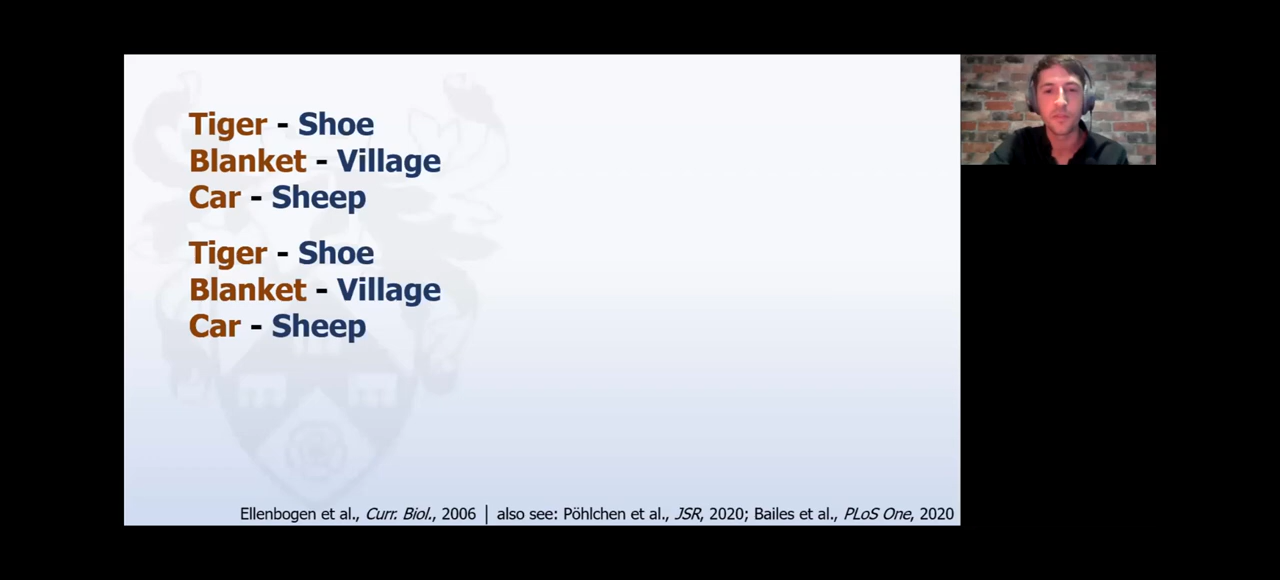 Tiger - Shoe
Blanket - Village
Car - Sheep
Tiger - Shoe
Blanket - Village
Car - Sheep
Ellenbogen et al., Curr. Biol., 2006 | also see: Pöhlchen et al., JSR, 2020; Bailes et al., PLoS One, 2020